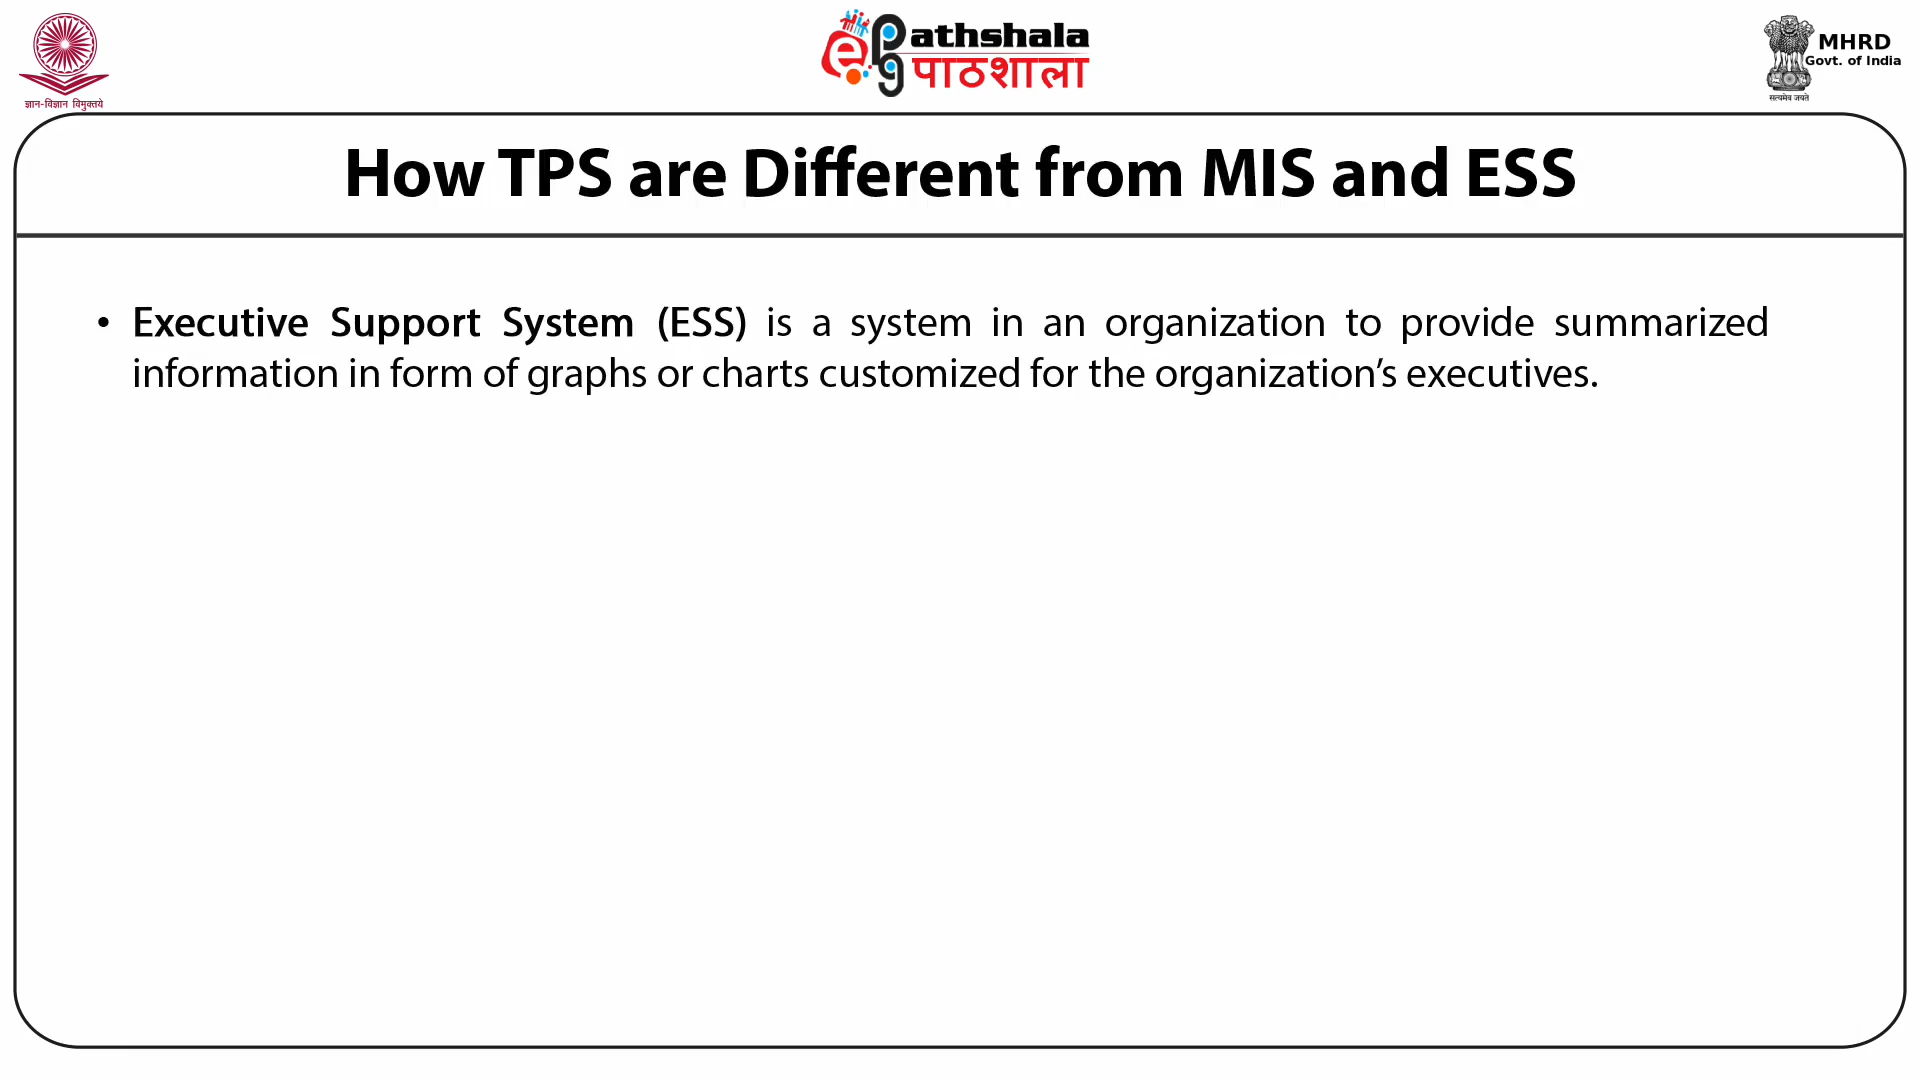 ज्ञान-विज्ञान विमुक्तये
e pg athshala
पाठशाला
MHRD
Govt. of India
सत्यमेव जयते
How TPS are Different from MIS and ESS
• Executive Support System (ESS) is a system in an organization to provide summarized
information in form of graphs or charts customized for the organization’s executives.